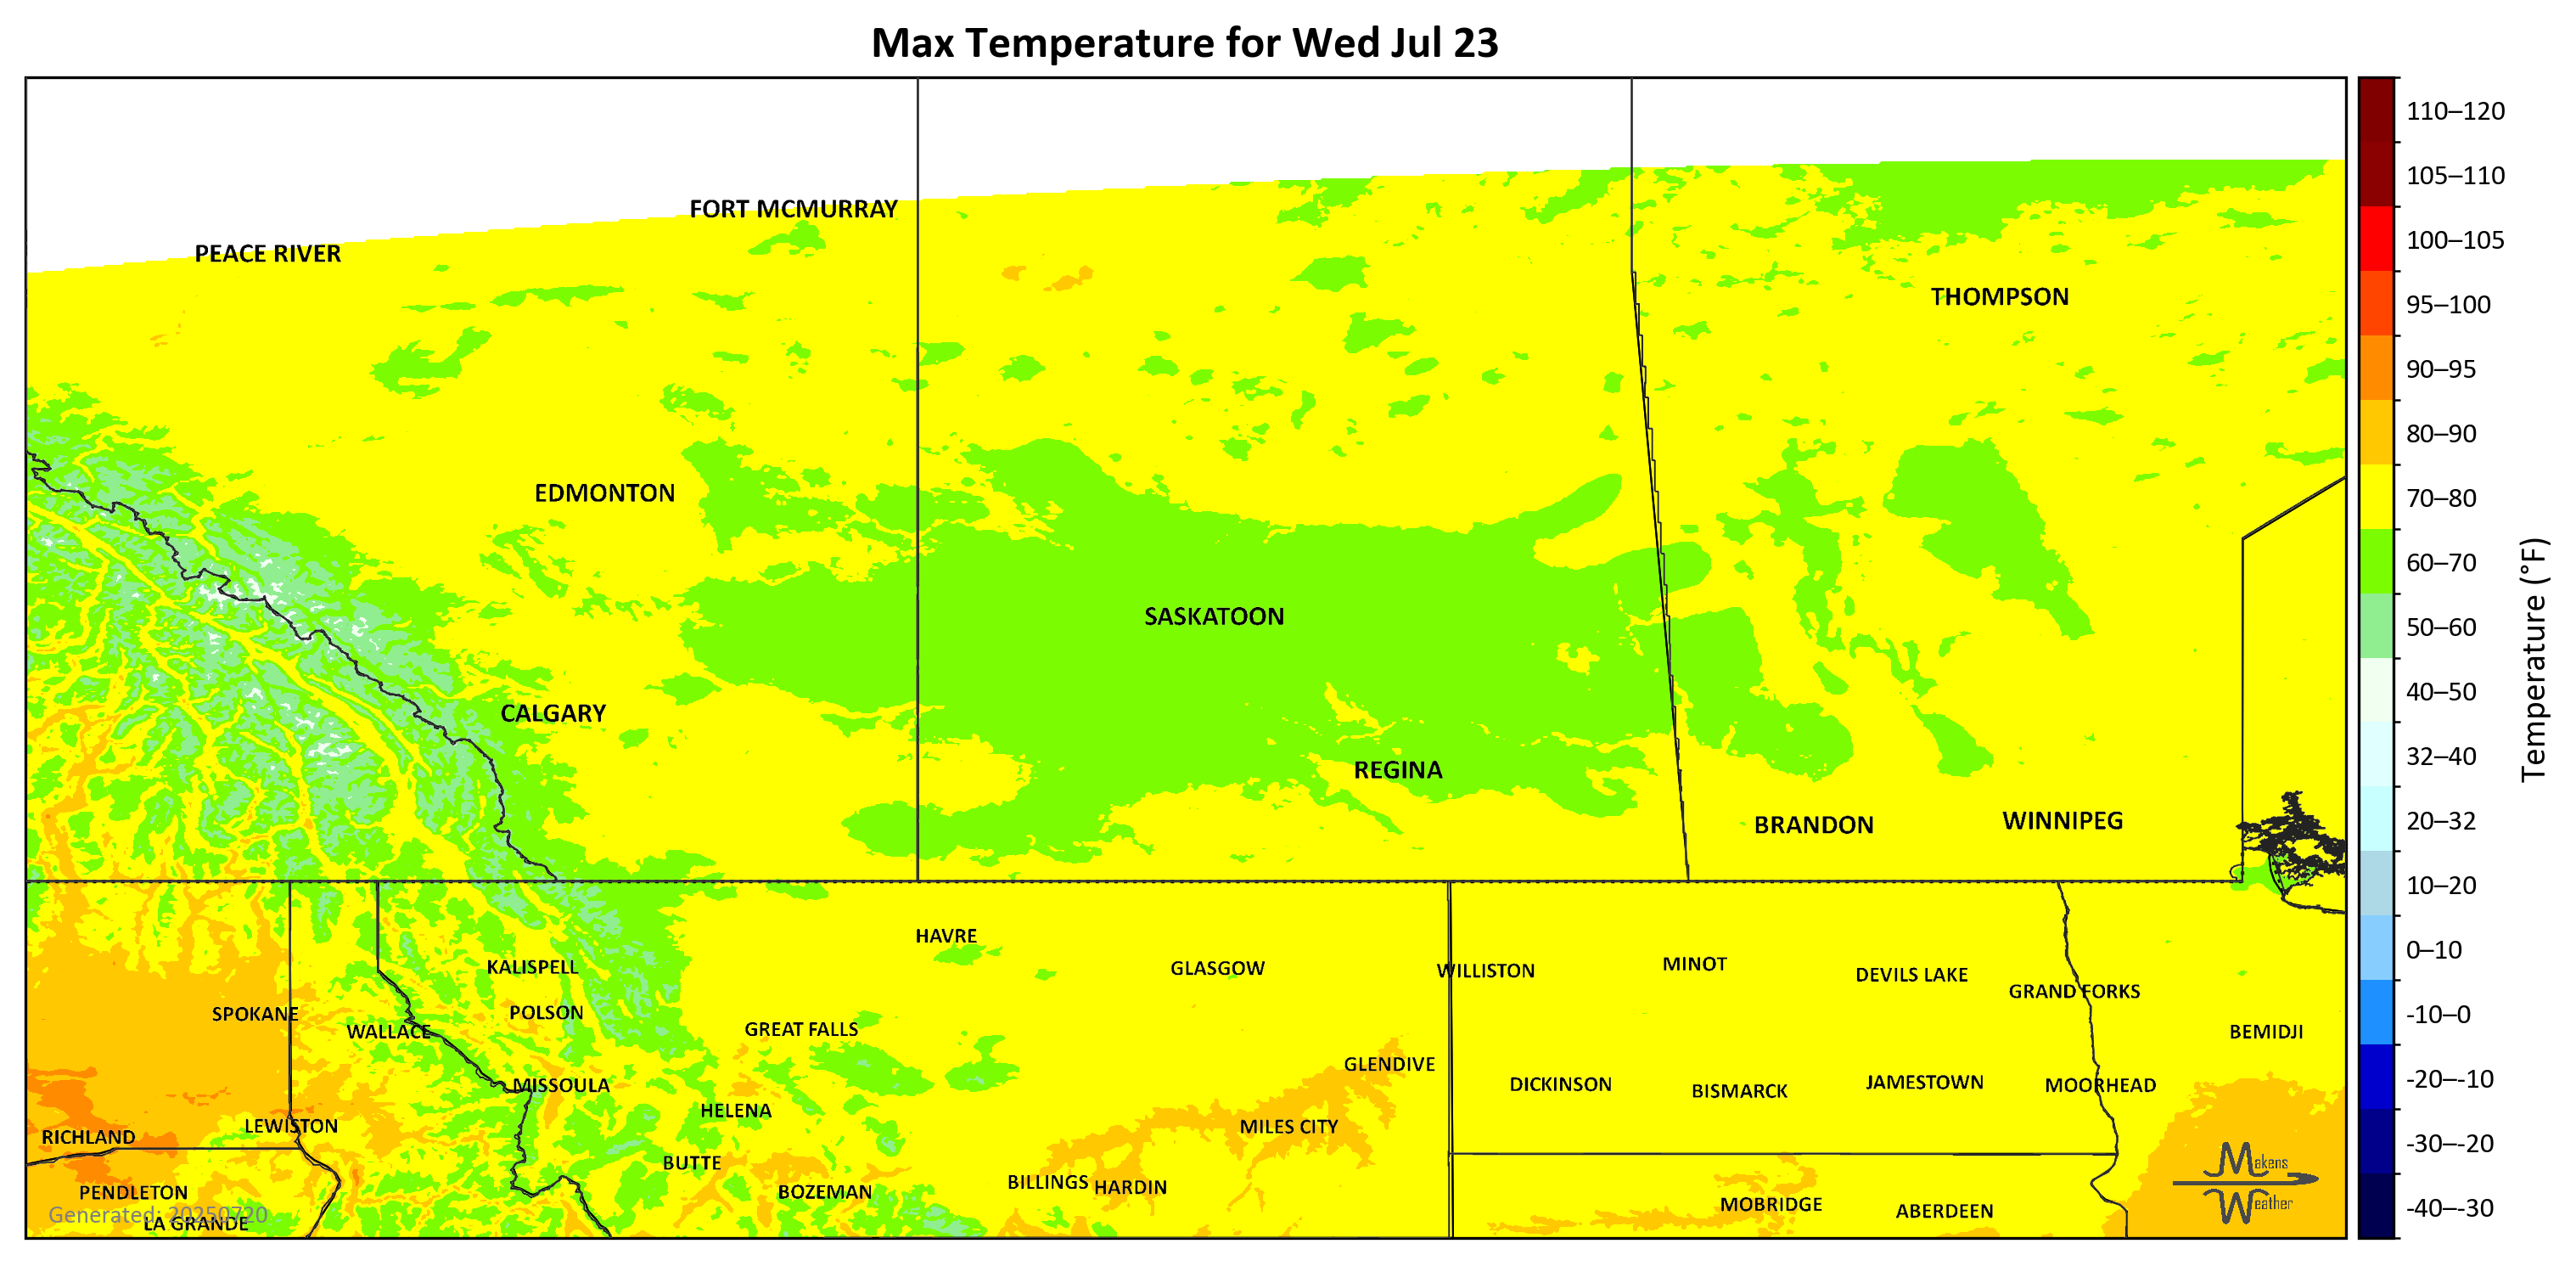 Max Temperature for Wed Jul 23
110–120
105–110
100–105
95–100
90–95
80–90
70–80
60–70
50–60
40–50
32–40
20–32
10–20
0–10
-10–0
-20–-10
-30–-20
-40–-30
Temperature (°F)
FORT MCMURRAY
PEACE RIVER
THOMPSON
EDMONTON
SASKATOON
CALGARY
REGINA
BRANDON
WINNIPEG
HAVRE
KALISPELL
GLASGOW
WILLISTON
MINOT
DEVILS LAKE
GRAND FORKS
SPOKANE
POLSON
WALLACE
GREAT FALLS
BEMIDJI
GLENDIVE
MISSOULA
DICKINSON
BISMARCK
JAMESTOWN
MOORHEAD
HELENA
LEWISTON
MILES CITY
RICHLAND
BUTTE
BILLINGS
HARDIN
PENDLETON
BOZEMAN
MOBRIDGE
ABERDEEN
Generated: 20250720
LA GRANDE
Makens
Weather